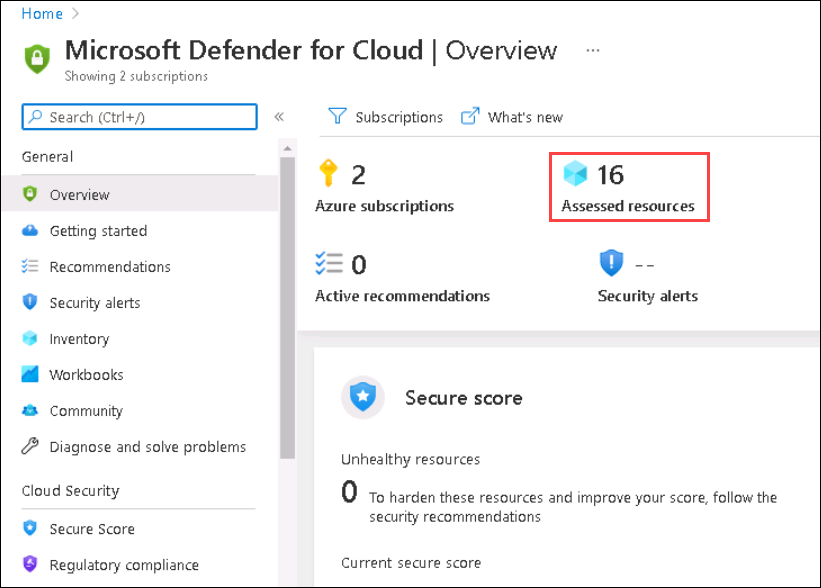 Home
Microsoft Defender for Cloud | Overview ...
Showing 2 subscriptions
Search (Ctrl+/)
«
Subscriptions
What's new
General
Overview
Getting started
Recommendations
Security alerts
Inventory
Workbooks
Community
Diagnose and solve problems
Cloud Security
Secure Score
Regulatory compliance
2
Azure subscriptions
16
Assessed resources
0
Active recommendations
--
Security alerts
Secure score
Unhealthy resources
0 To harden these resources and improve your score, follow the
security recommendations
Current secure score